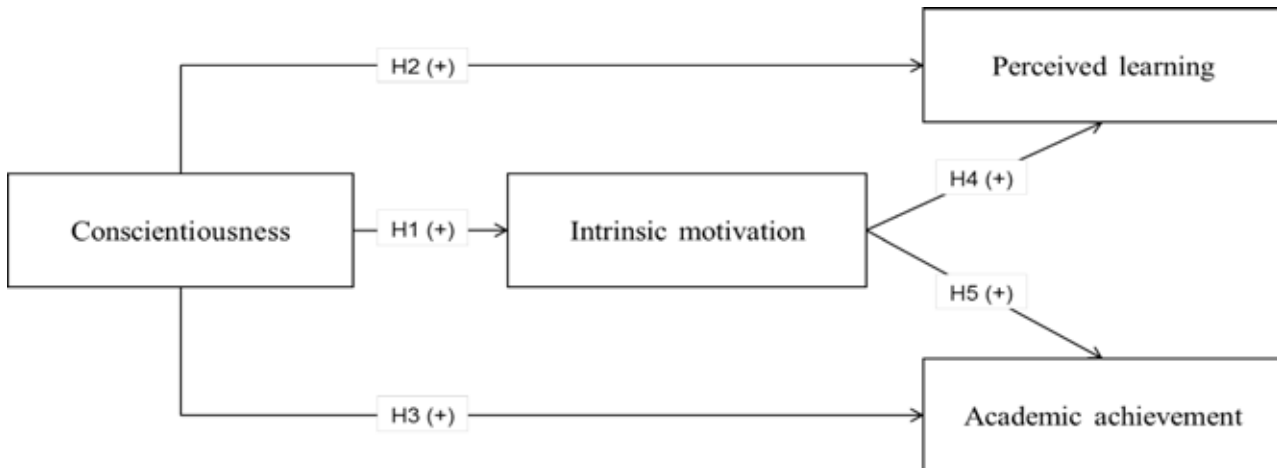 H2 (+)
Perceived learning
H4 (+)
Conscientiousness
H1 (+)
Intrinsic motivation
H5 (+)
H3 (+)
Academic achievement